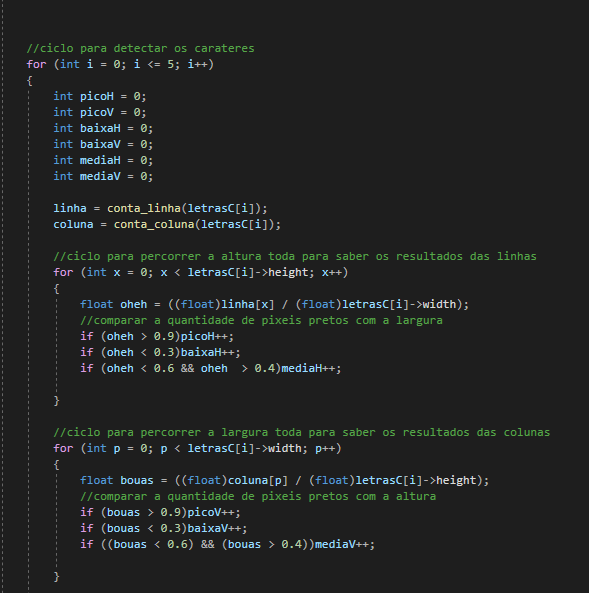 //ciclo para detectar os carateres
for (int i = 0; i <= 5; i++)
{
int picoH = 0;
int picoV = 0;
int baixaH = 0;
int baixaV = 0;
int mediaH = 0;
int mediaV = 0;
linha = conta_linha(letrasC[i]);
coluna = conta_coluna(letrasC[i]);
//ciclo para percorrer a altura toda para saber os resultados das linhas
for (int x = 0; x < letrasC[i]->height; x++)
{
float oheh = ((float)linha[x] / (float)letrasC[i]->width);
//comparar a quantidade de pixeis pretos com a largura
if (oheh > 0.9)picoH++;
if (oheh < 0.3)baixaH++;
if (oheh < 0.6 && oheh  > 0.4)mediaH++;
}
//ciclo para percorrer a largura toda para saber os resultados das colunas
for (int p = 0; p < letrasC[i]->width; p++)
{
float bouas = ((float)coluna[p] / (float)letrasC[i]->height);
//comparar a quantidade de pixeis pretos com a altura
if (bouas > 0.9)picoV++;
if (bouas < 0.3)baixaV++;
if ((bouas < 0.6) && (bouas > 0.4))mediaV++;
}